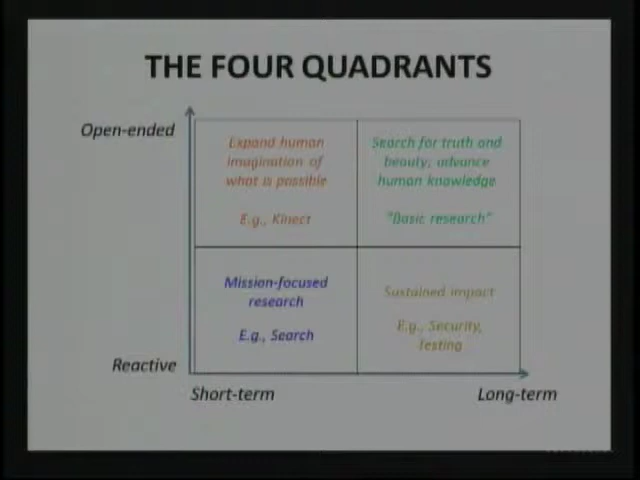 THE FOUR QUADRANTS
Open-ended
Expand human
imagination of
what is possible
E.g., Kinect
Search for truth and
beauty, advance
human knowledge
"Basic research"
Mission-focused
research
E.g., Search
Sustained impact
E.g., Security,
Testing
Reactive
Short-term
Long-term